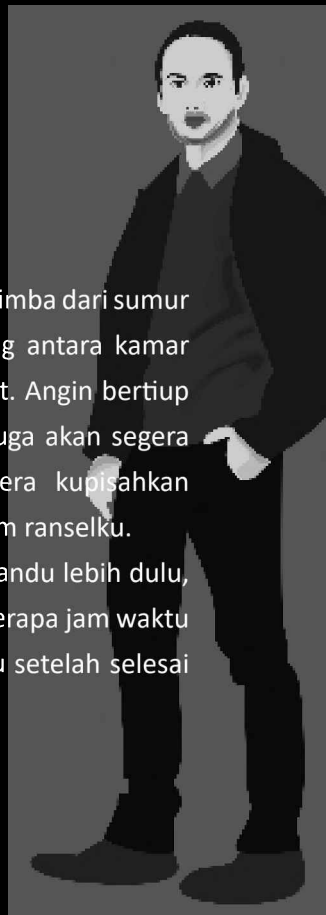 imba dari sumur
g antara kamar
t. Angin bertiup
uga akan segera
era kupisahkan
m ranselku.
andu lebih dulu,
erapa jam waktu
u setelah selesai